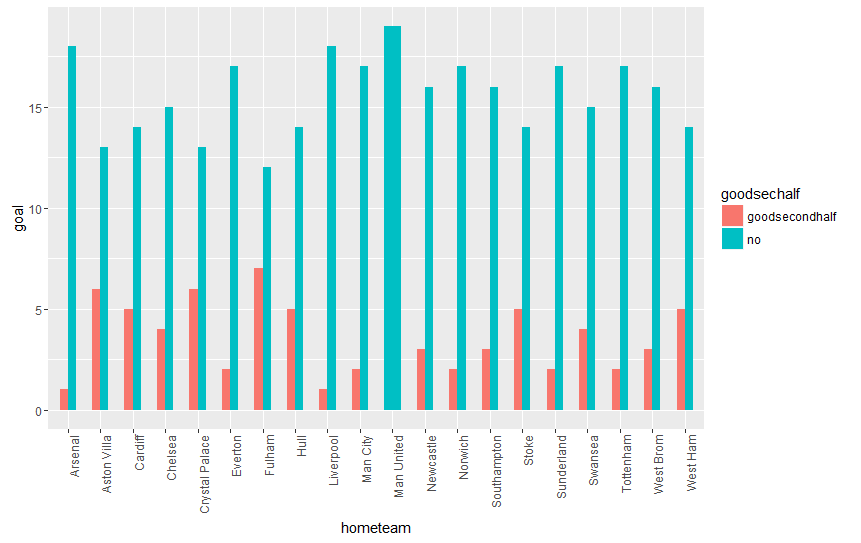 15
10
5
0
goal
Arsenal
Aston Villa
Cardiff
Chelsea
Crystal Palace
Everton
Fulham
Hull
Liverpool
Man City
Man United
Newcastle
Norwich
Southampton
Stoke
Sunderland
Swansea
Tottenham
West Brom
West Ham
hometeam
goodsechalf
goodsecondhalf
no